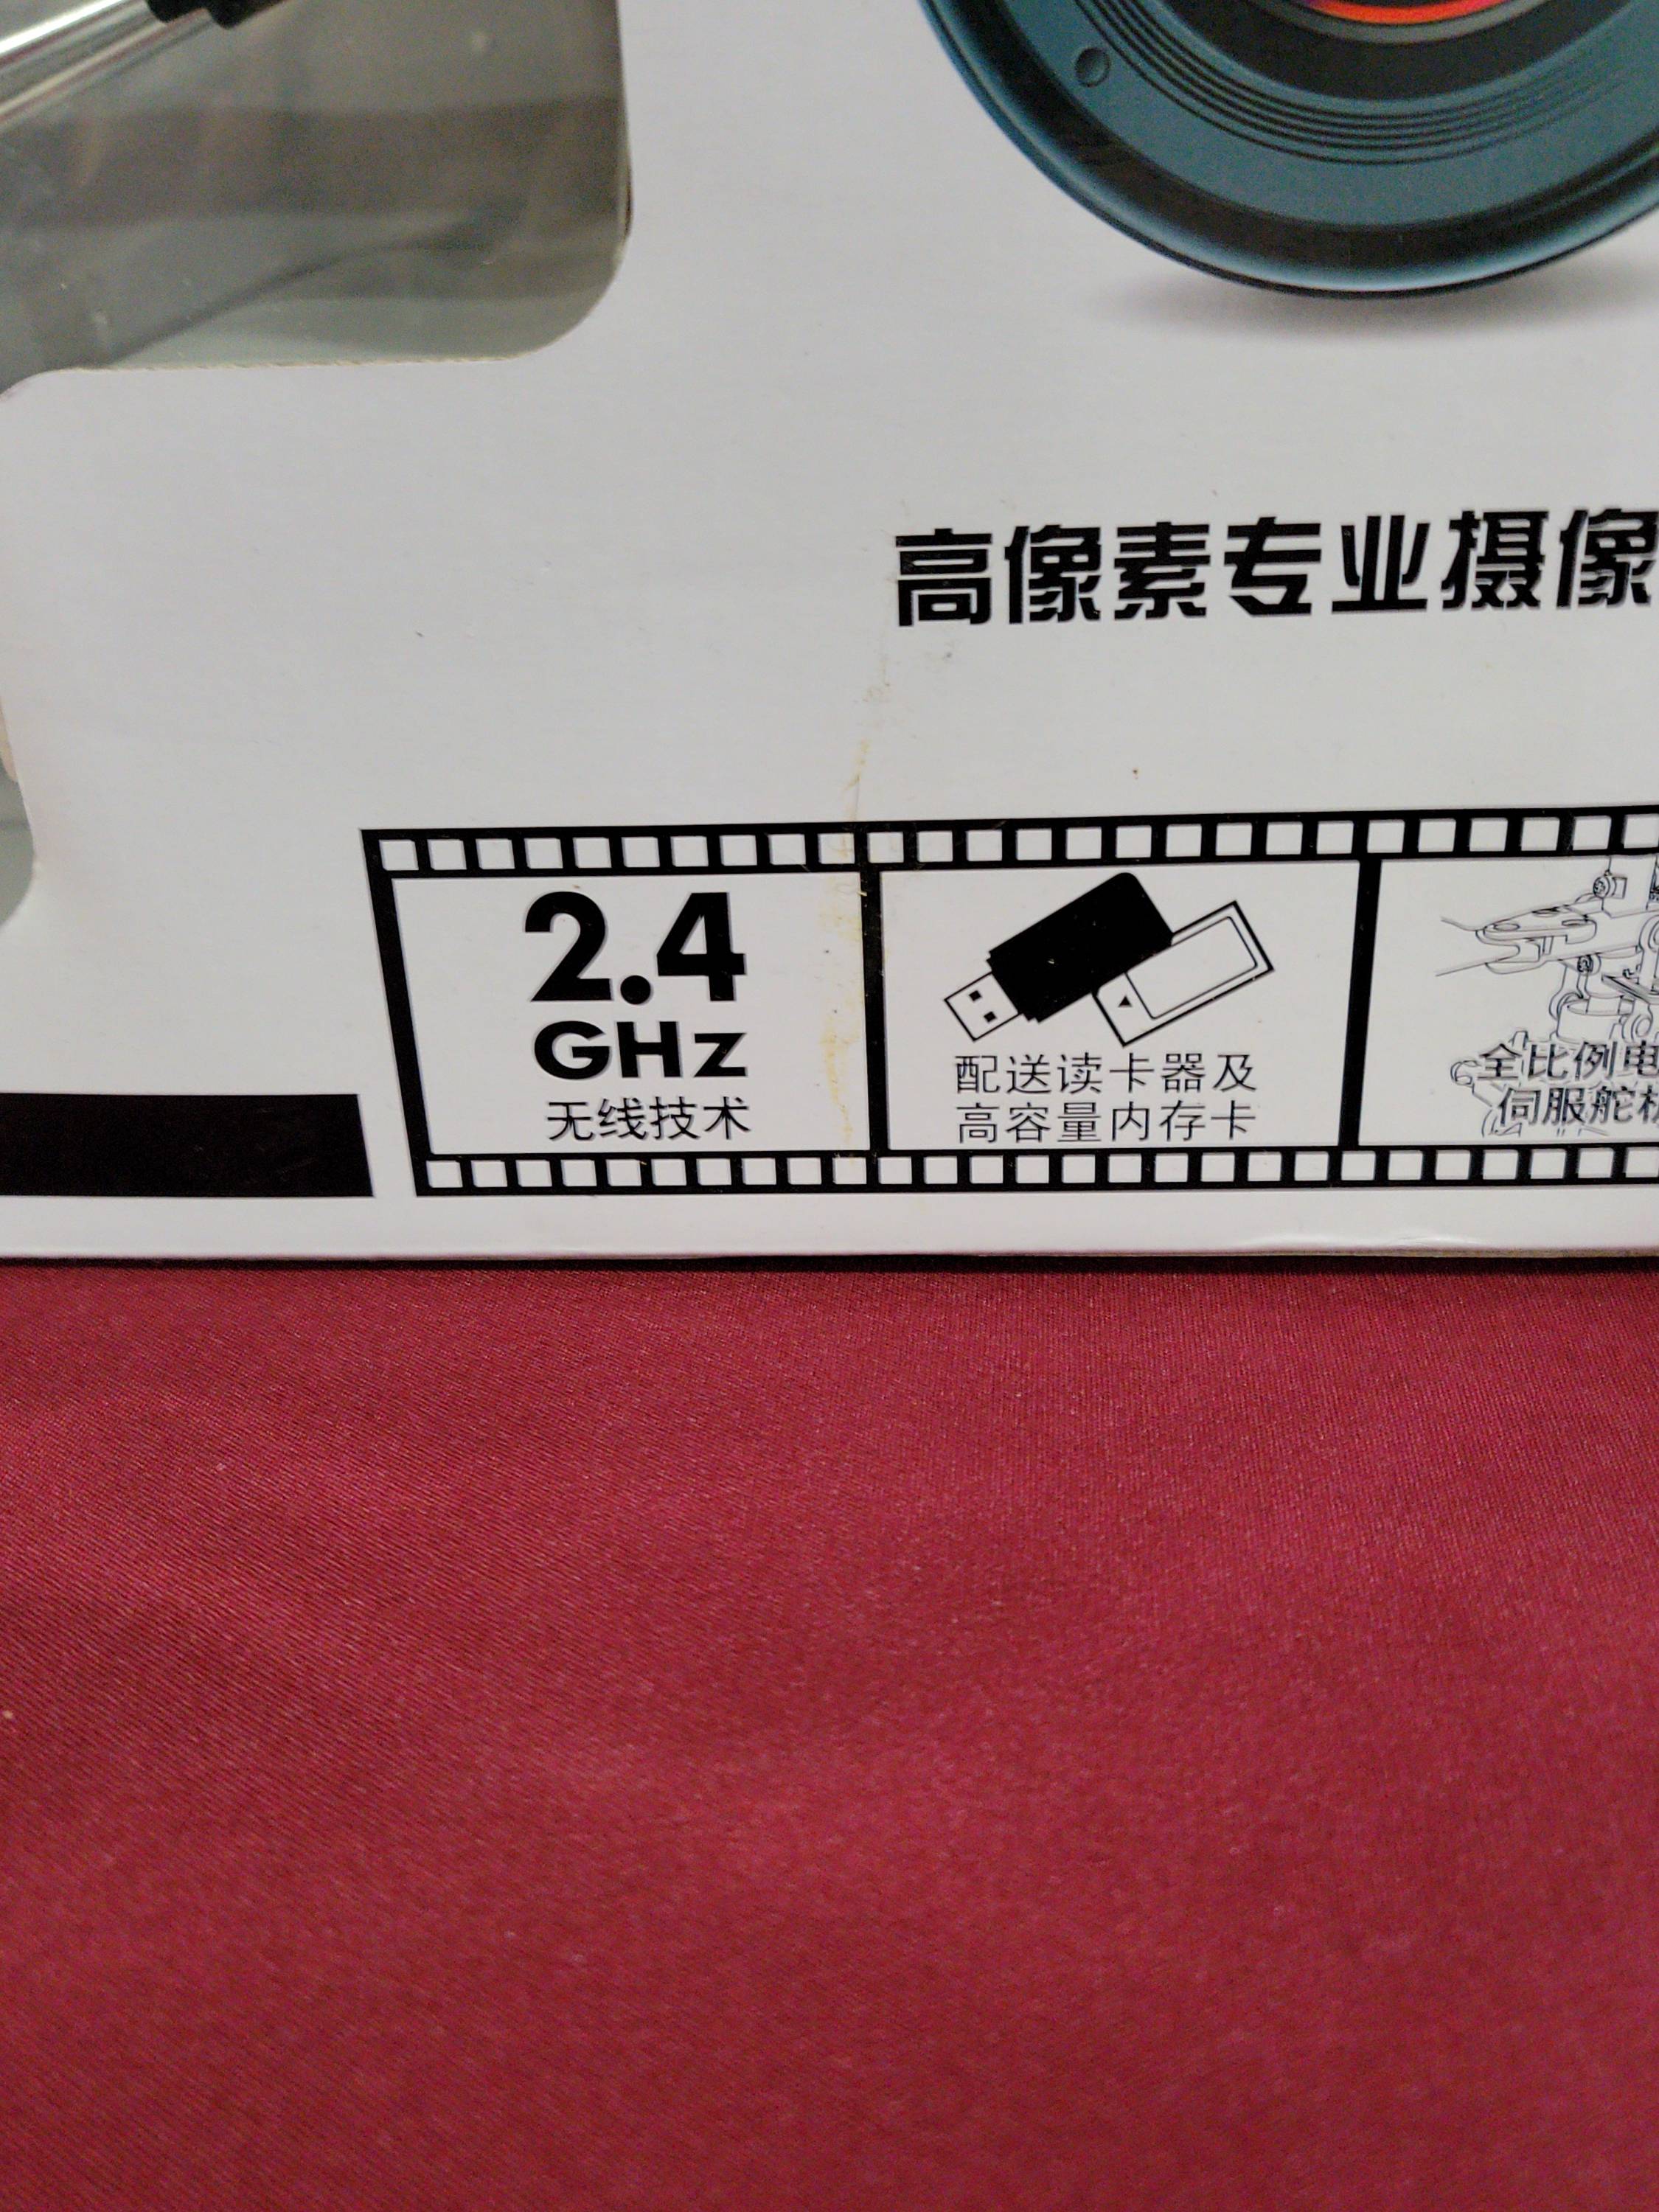 高像素专业摄像
2.4
GHz
无线技术
配送读卡器及
高容量内存卡
全比例电
伺服舵